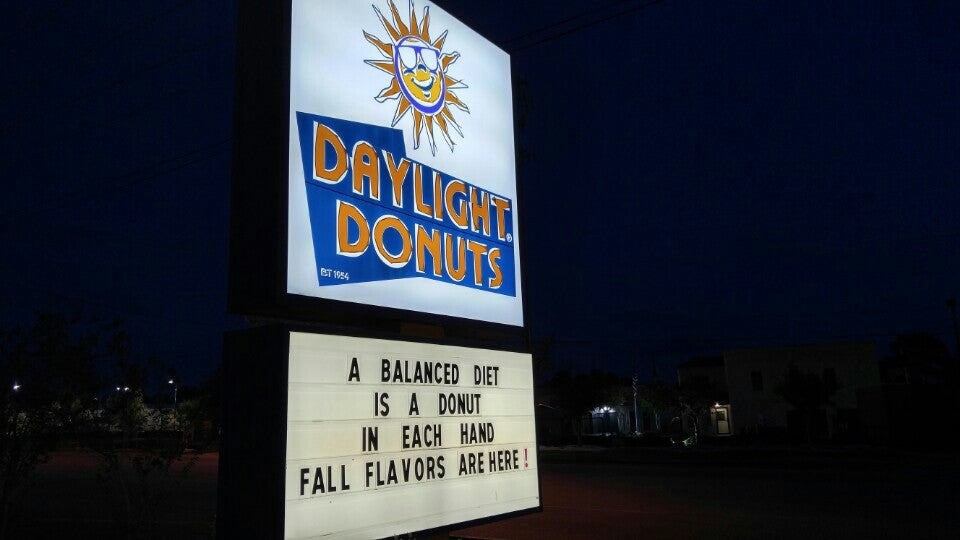 DAYLIGHT
DONUTS®
EST 1954
A BALANCED DIET
IS A DONUT
IN EACH HAND
FALL FLAVORS ARE HERE!